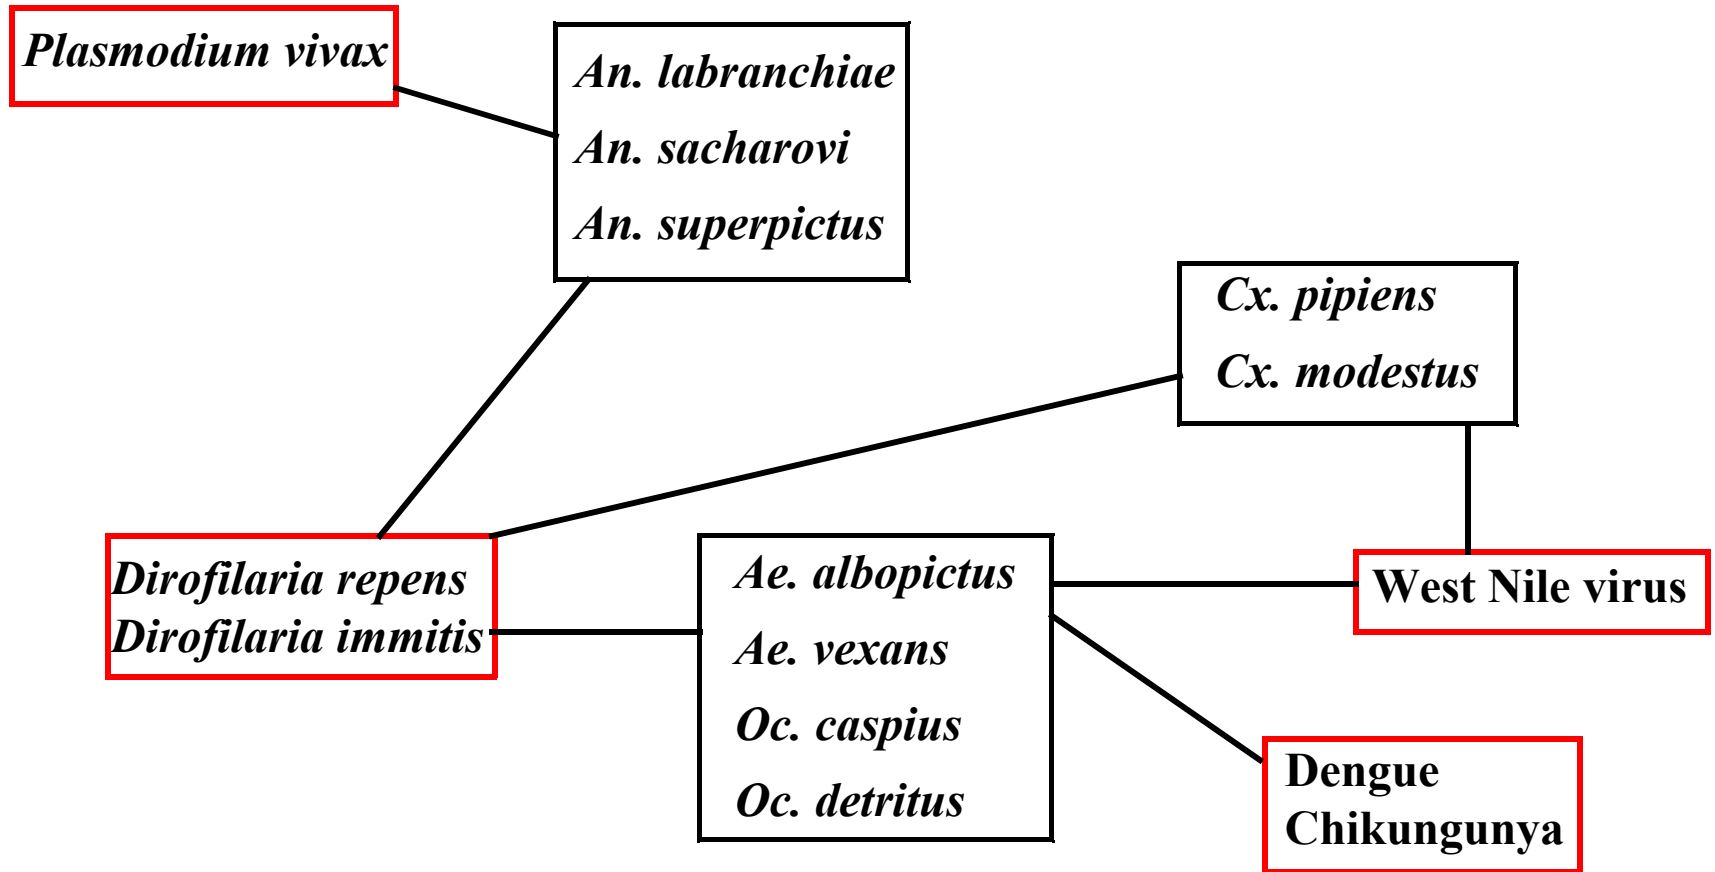 Plasmodium vivax
An. labranchiae
An. sacharovi
An. superpictus
Cx. pipiens
Cx. modestus
Dirofilaria repens
Dirofilaria immitis
Ae. albopictus
Ae. vexans
Oc. caspius
Oc. detritus
West Nile virus
Dengue
Chikungunya